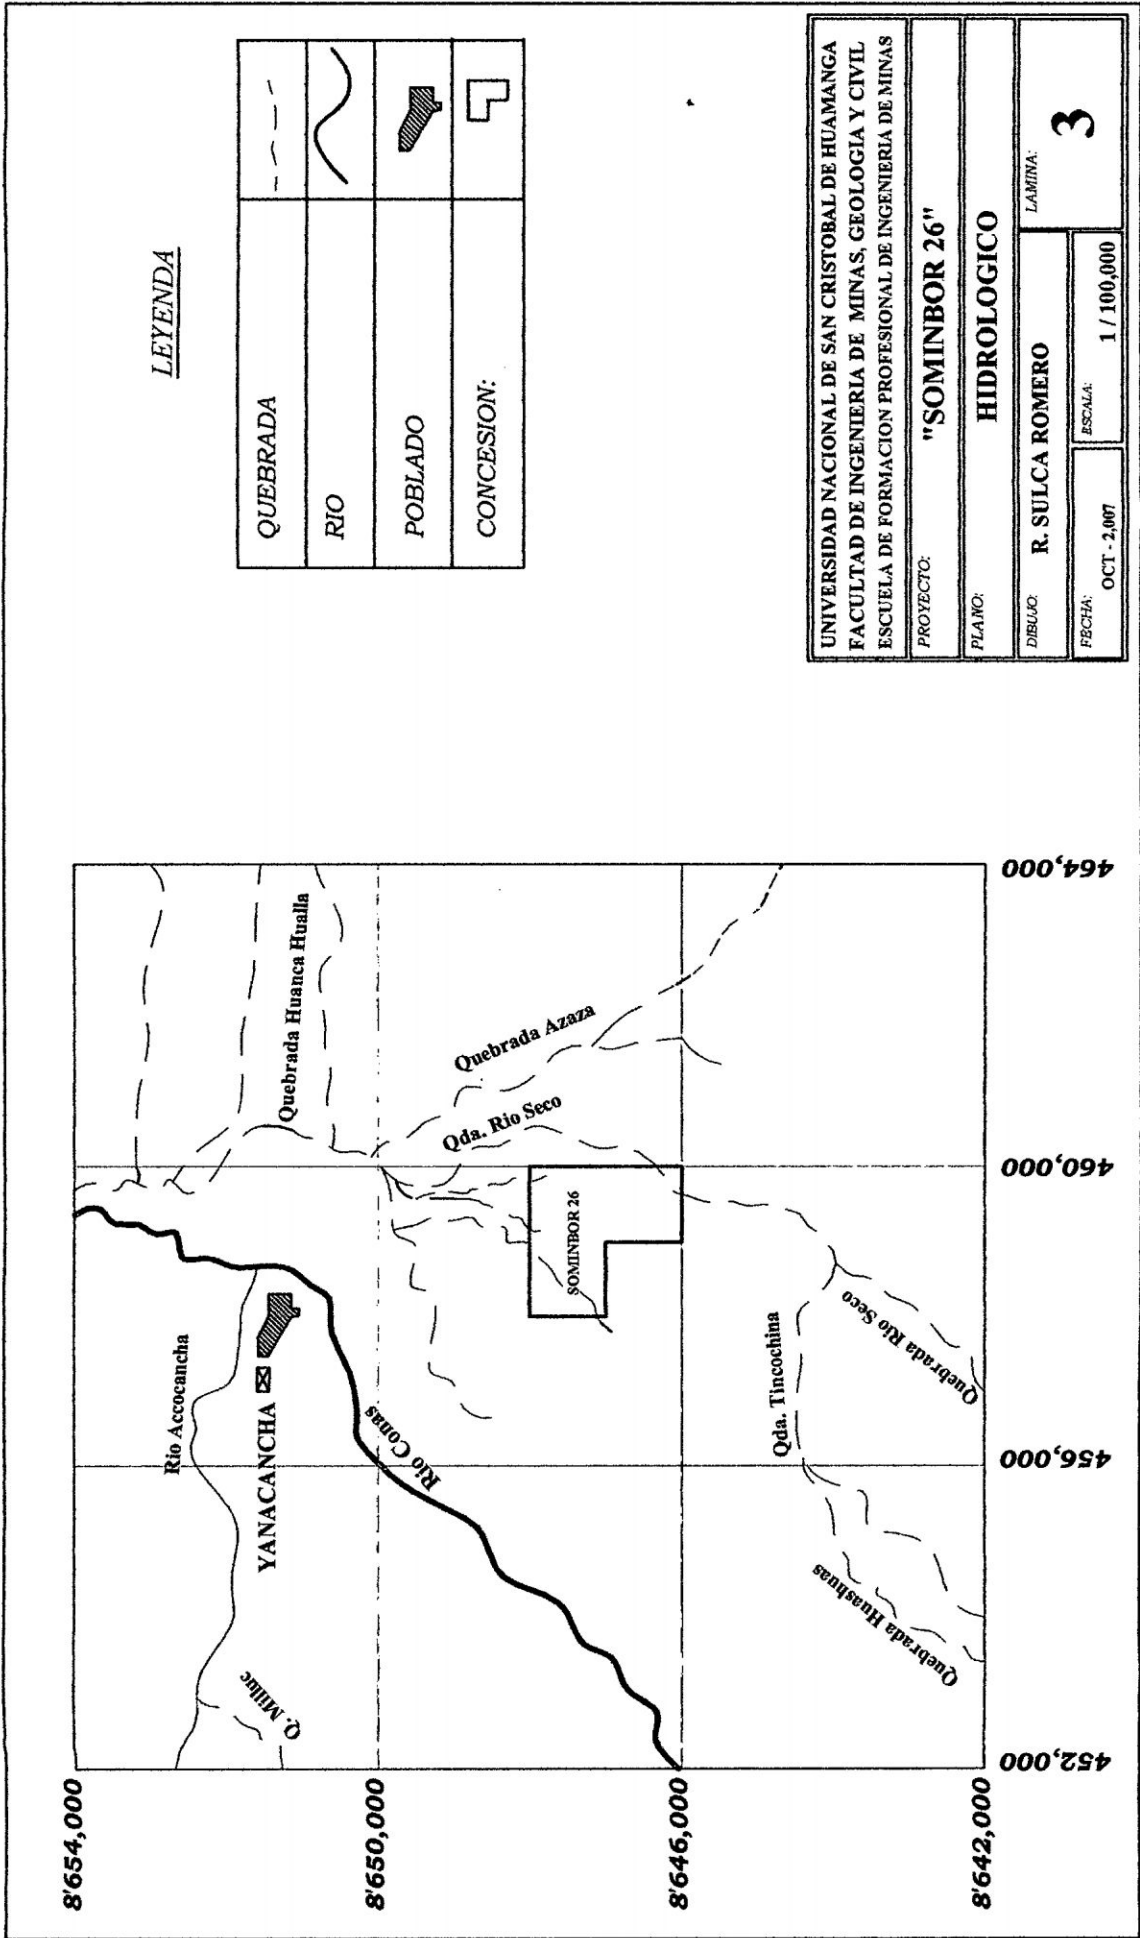 8'654,000
8'650,000
8'646,000
8'642,000
452,000
456,000
460,000
464,000
Rio Accocancha
YANACANCHA
Q. Milluc
Rio Conas
Quebrada Huanca Hualla
Quebrada Azaza
Qda. Rio Seco
SOMINBOR 26
Qda. Tincochina
Quebrada Rio Seco
Quebrada Huashuas
LEYENDA
QUEBRADA
RIO
POBLADO
CONCESION:
UNIVERSIDAD NACIONAL DE SAN CRISTOBAL DE HUAMANGA
FACULTAD DE INGENIERIA DE MINAS, GEOLOGIA Y CIVIL
ESCUELA DE FORMACION PROFESIONAL DE INGENIERIA DE MINAS
PROYECTO: "SOMINBOR 26"
PLANO: HIDROLOGICO
DIBUJO: R. SULCA ROMERO
LAMINA: 3
FECHA: OCT - 2,007
ESCALA: 1 / 100,000